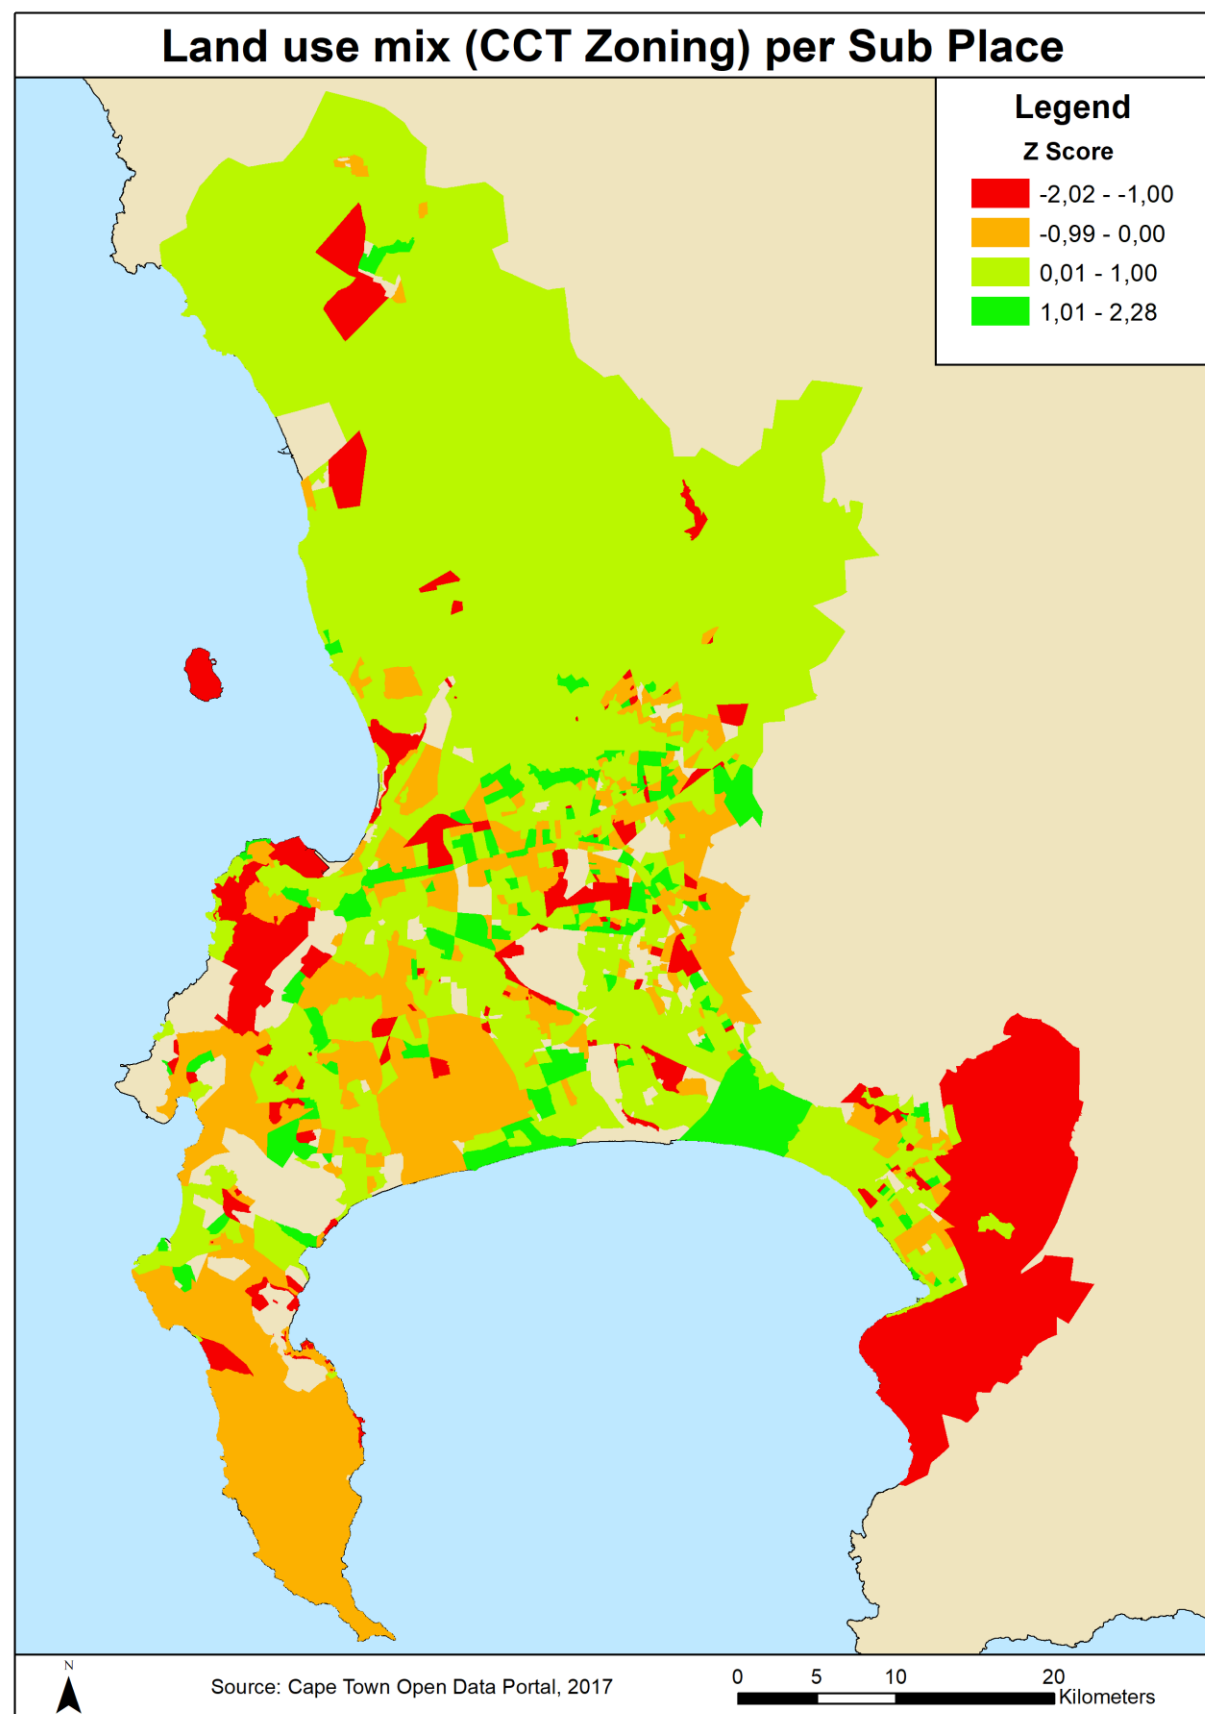 Land use mix (CCT Zoning) per Sub Place
Legend
Z Score
-2,02 - -1,00
-0,99 - 0,00
0,01 - 1,00
1,01 - 2,28
N
Source: Cape Town Open Data Portal, 2017
0 5 10 20
Kilometers